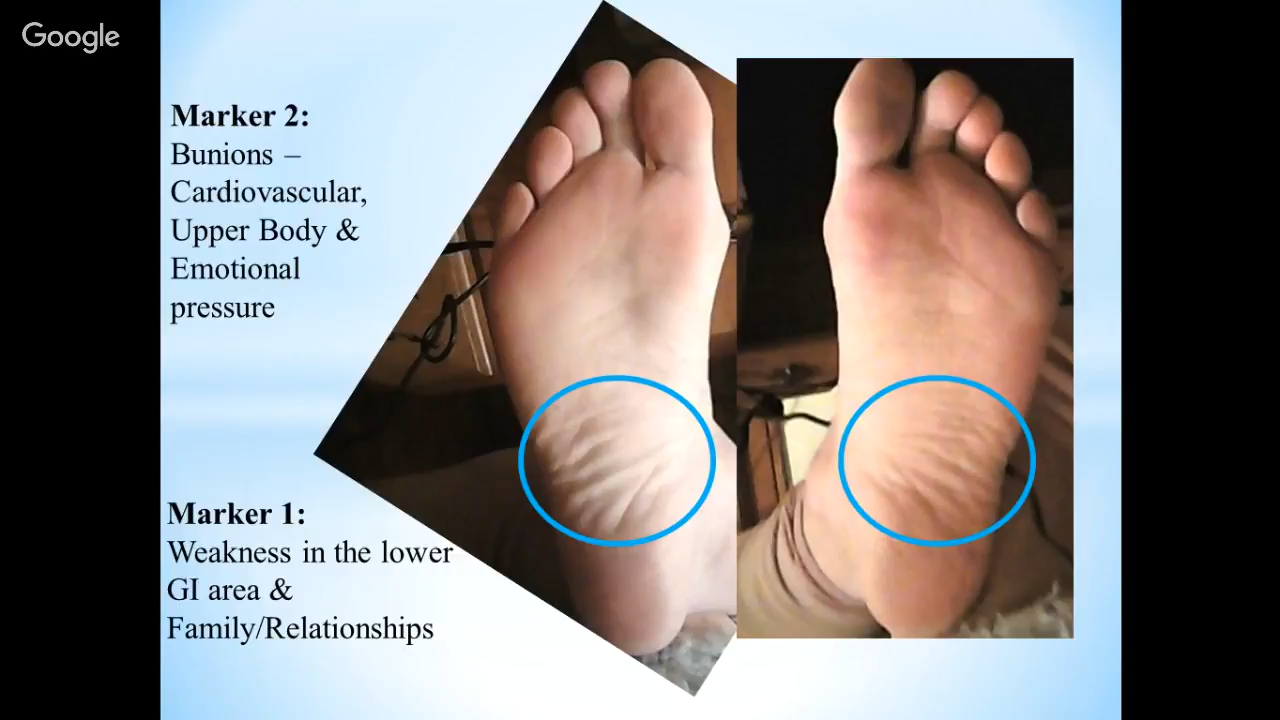 Google
Marker 2:
Bunions –
Cardiovascular,
Upper Body &
Emotional
pressure
Marker 1:
Weakness in the lower
GI area &
Family/Relationships